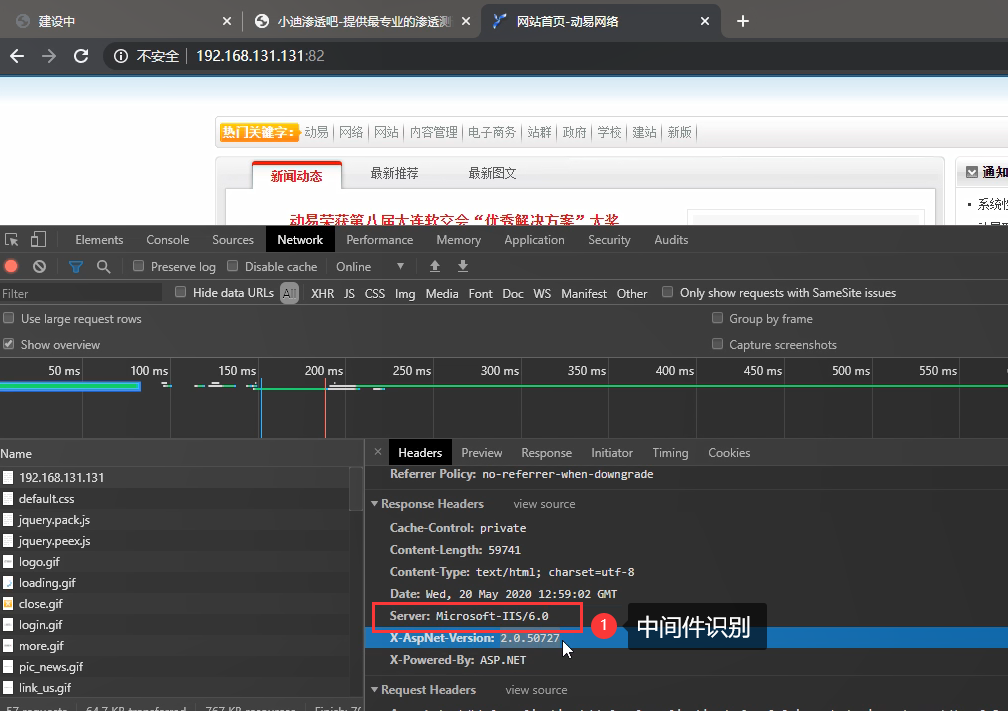 建设中
小迪渗透吧-提供最专业的渗透测
网站首页-动易网络
不安全 192.168.131.131:82
热门关键字： 动易 网络 网站 内容管理 电子商务 站群 政府 学校 建站 新版
新闻动态 最新推荐 最新图文 通知
系统性
动易荣获第八届大连软交会“优秀解决方案”大奖
Elements Console Sources Network Performance Memory Application Security Audits
Preserve log Disable cache Online
Filter Hide data URLs All XHR JS CSS Img Media Font Doc WS Manifest Other Only show requests with SameSite issues
Use large request rows Group by frame
Show overview Capture screenshots
50 ms 100 ms 150 ms 200 ms 250 ms 300 ms 350 ms 400 ms 450 ms 500 ms 550 ms
Name Headers Preview Response Initiator Timing Cookies
192.168.131.131
default.css
jquery.pack.js
jquery.peex.js
logo.gif
loading.gif
close.gif
login.gif
more.gif
pic_news.gif
link_us.gif
57 requests 64.7 KB transferred 767 KB resources
Referrer Policy: no-referrer-when-downgrade
Response Headers view source
Cache-Control: private
Content-Length: 59741
Content-Type: text/html; charset=utf-8
Date: Wed, 20 May 2020 12:59:02 GMT
Server: Microsoft-IIS/6.0
1 中间件识别
X-AspNet-Version: 2.0.50727
X-Powered-By: ASP.NET
Request Headers view source